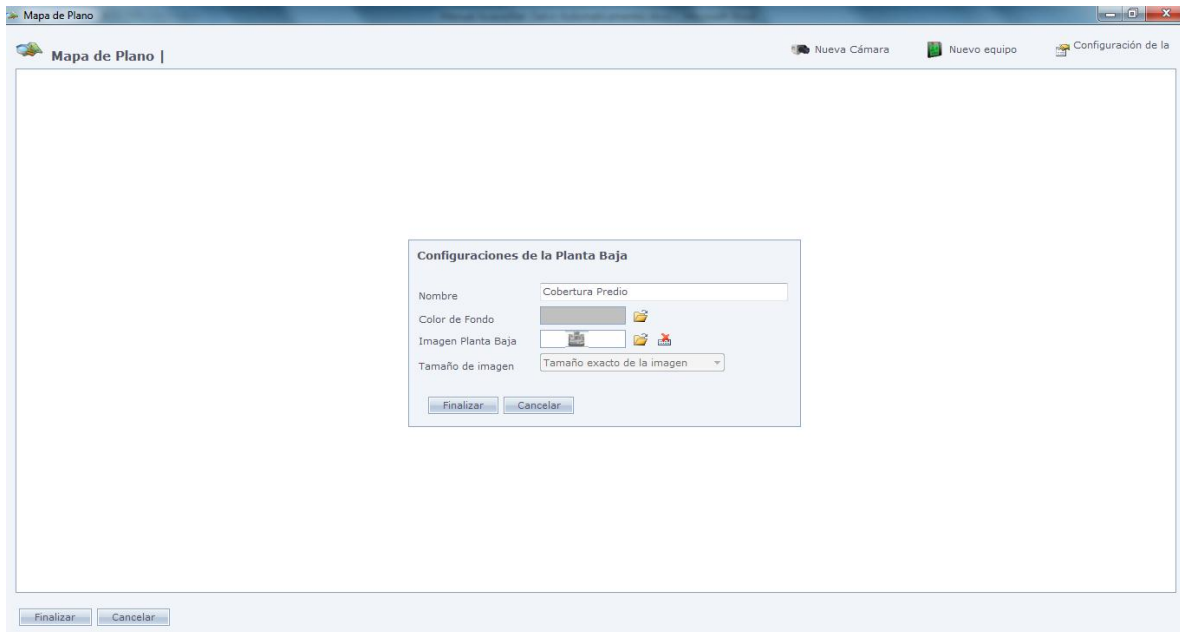 Mapa de Plano
Mapa de Plano |
Nueva Cámara
Nuevo equipo
Configuración de la
Configuraciones de la Planta Baja
Nombre
Cobertura Predio
Color de Fondo
Imagen Planta Baja
Tamaño de imagen
Tamaño exacto de la imagen
Finalizar
Cancelar
Finalizar
Cancelar